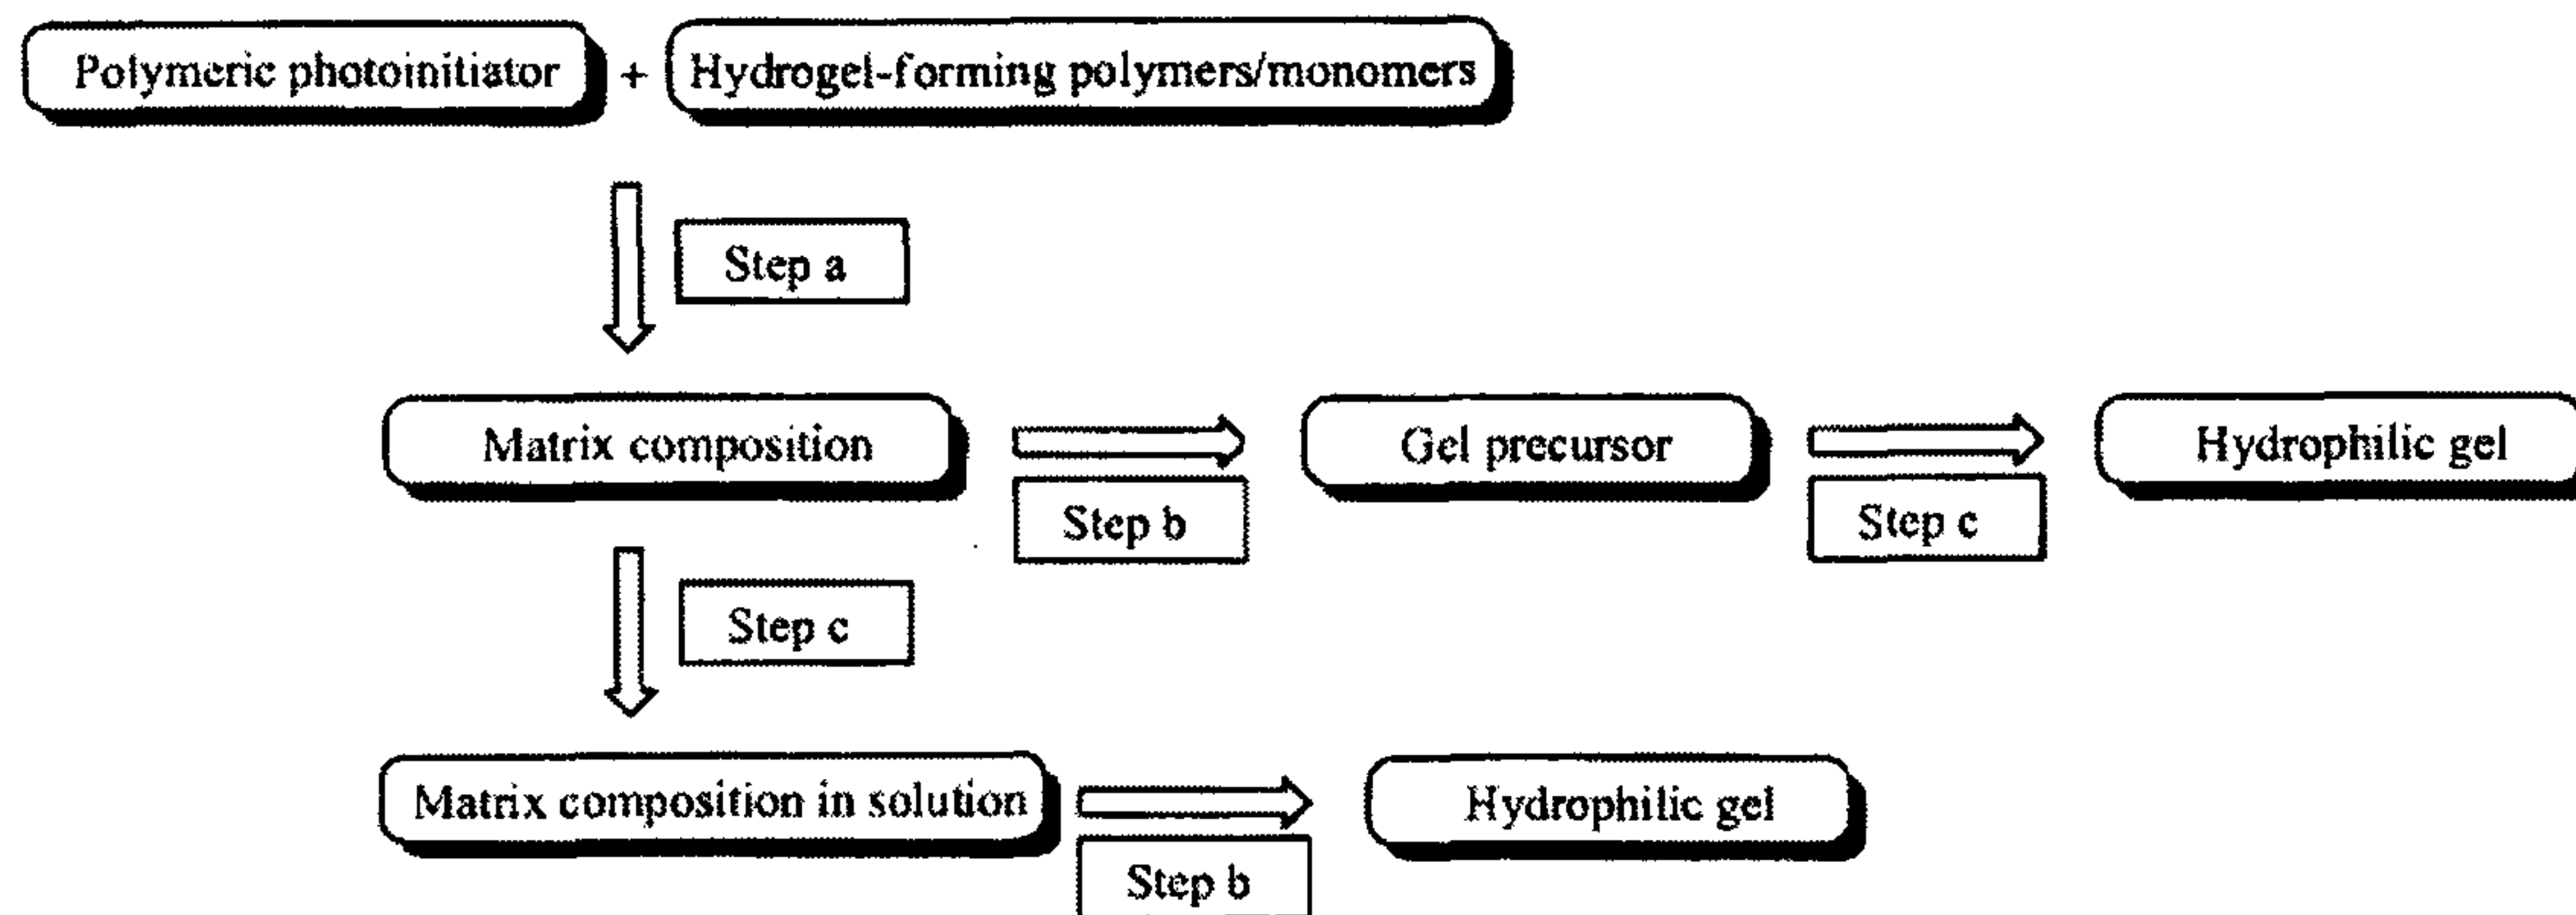 Polymeric photoinitiator + Hydrogel-forming polymers/monomers
Step a
Matrix composition
Gel precursor
Hydrophilic gel
Step b
Step c
Step c
Matrix composition in solution
Hydrophilic gel
Step b